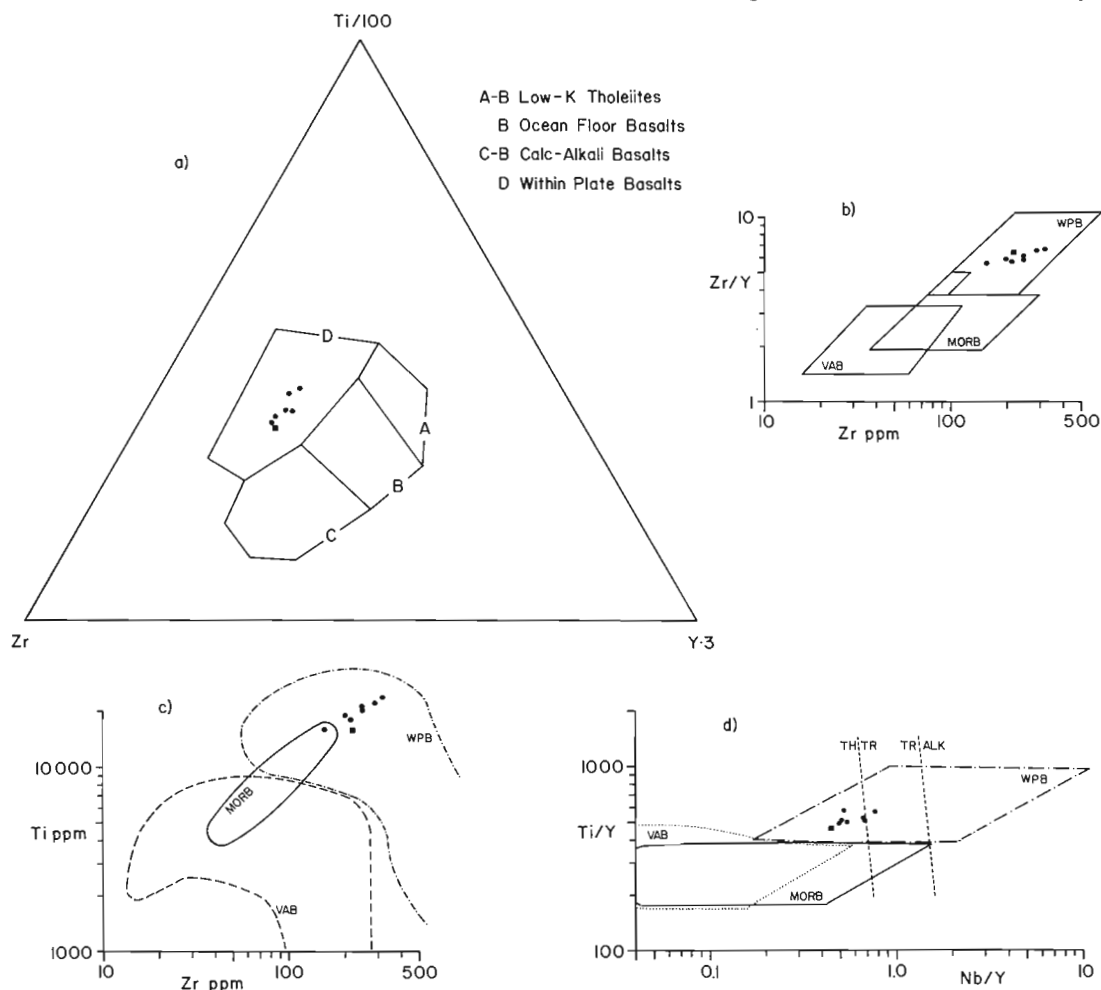 Ti/100
A-B Low-K Tholeiites
B Ocean Floor Basalts
C-B Calc-Alkali Basalts
D Within Plate Basalts
a)
D
A
B
C
Zr
Y·3
b)
10
Zr/Y
1
WPB
MORB
VAB
10
100
500
Zr ppm
c)
10 000
Ti ppm
1000
WPB
MORB
VAB
10
100
500
Zr ppm
d)
TH TR
TR ALK
1000
WPB
Ti/Y
VAB
MORB
100
0.1
1.0
10
Nb/Y